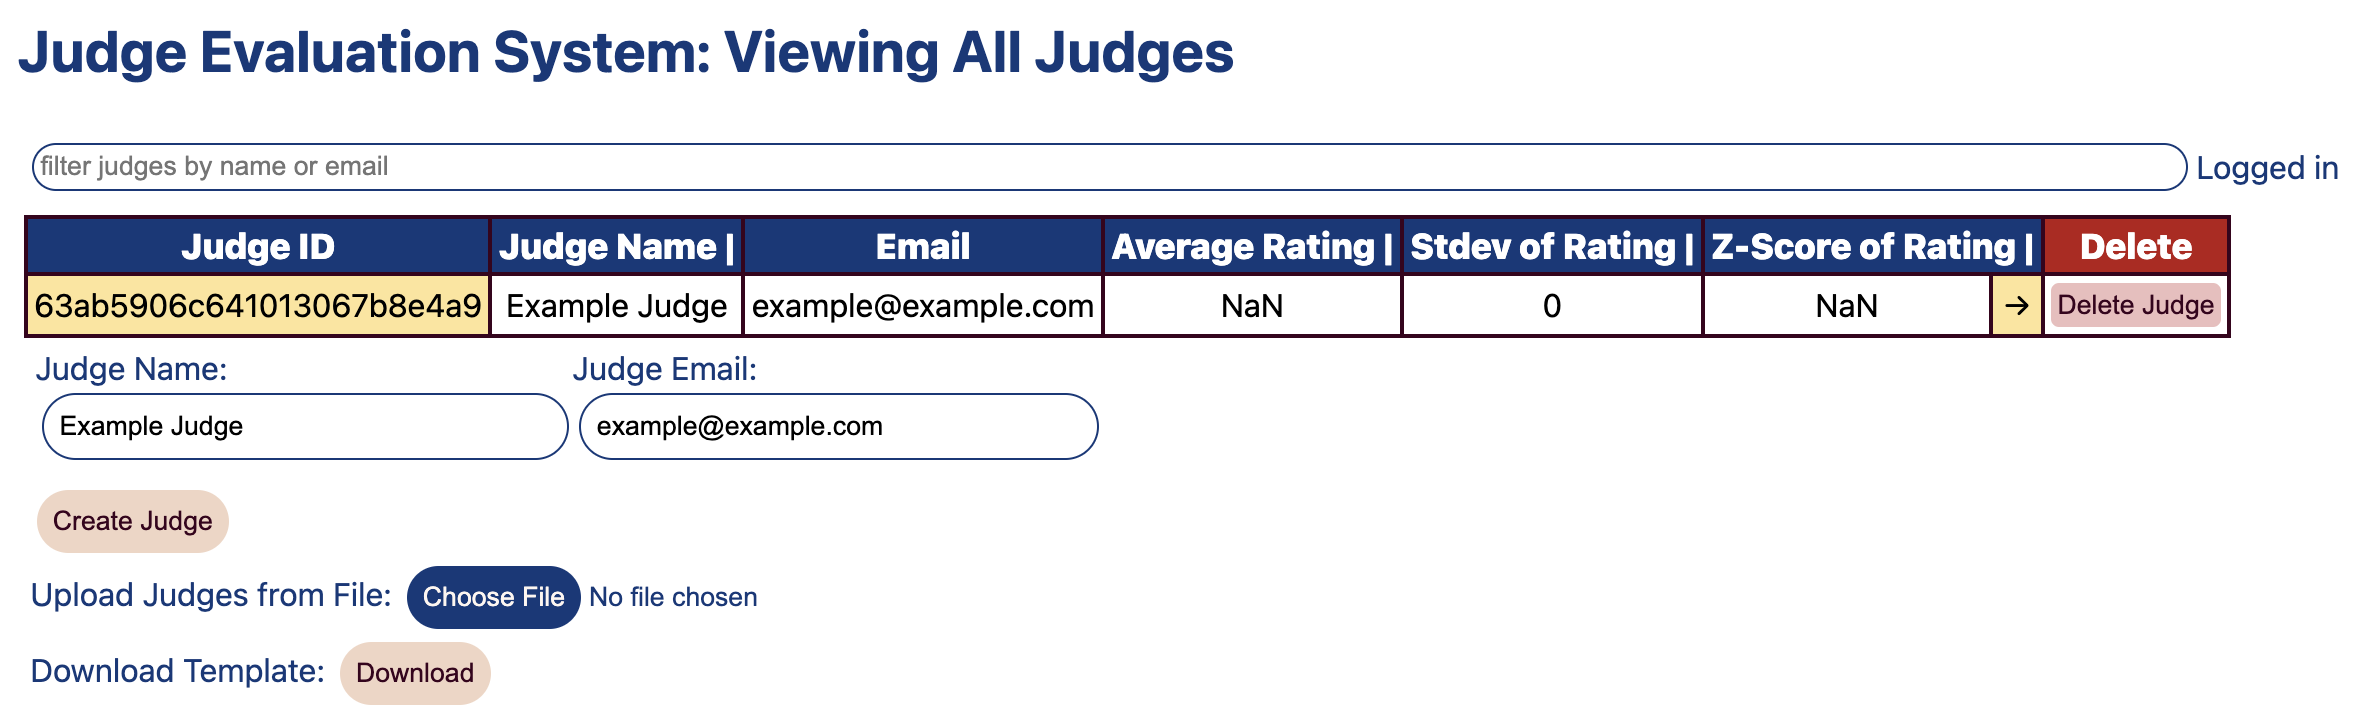 Judge Evaluation System: Viewing All Judges
filter judges by name or email Logged in
Judge ID Judge Name | Email Average Rating | Stdev of Rating | Z-Score of Rating | Delete
63ab5906c641013067b8e4a9 Example Judge example@example.com NaN 0 NaN → Delete Judge
Judge Name: Judge Email:
Example Judge example@example.com
Create Judge
Upload Judges from File: Choose File No file chosen
Download Template: Download